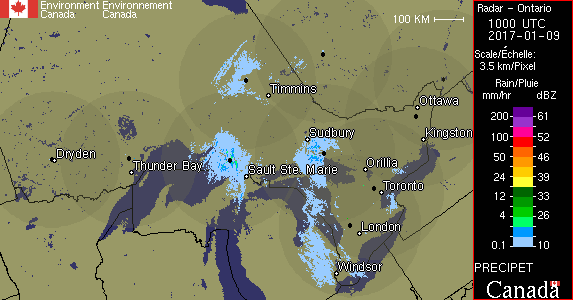 Environment Environnement
Canada Canada
100 KM
Timmins
Ottawa
Sudbury
Kingston
Dryden
Thunder Bay
Sault Ste. Marie
Orillia
Toronto
London
Windsor
Radar - Ontario
1000 UTC
2017-01-09
Scale/Échelle:
3.5 km/Pixel
Rain/Pluie
mm/hr dBZ
200 61
100 52
50 46
24 39
12 33
4 26
0.1 10
PRECIPET
Canada